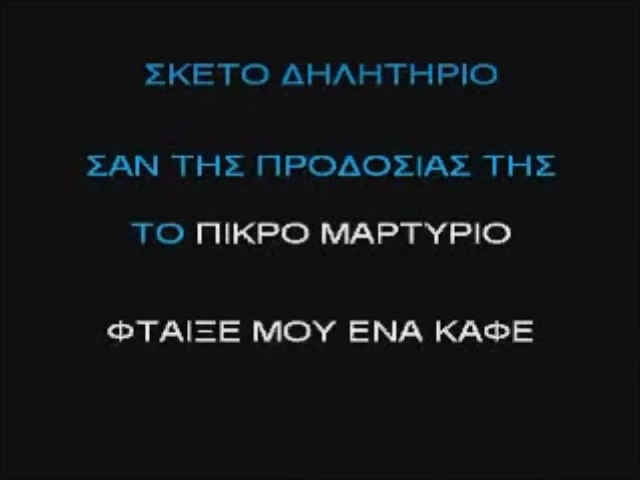 ΣΚΕΤΟ ΔΗΛΗΤΗΡΙΟ
ΣΑΝ ΤΗΣ ΠΡΟΔΟΣΙΑΣ ΤΗΣ
ΤΟ ΠΙΚΡΟ ΜΑΡΤΥΡΙΟ
ΦΤΑΙΞΕ ΜΟΥ ΕΝΑ ΚΑΦΕ